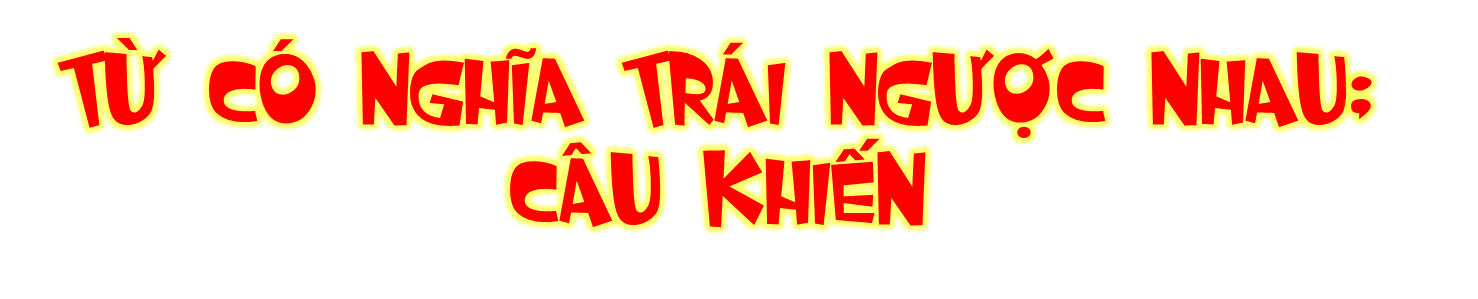 TỪ CÓ NGHĨA TRÁI NGƯỢC NHAU;
CÂU KHIẾN